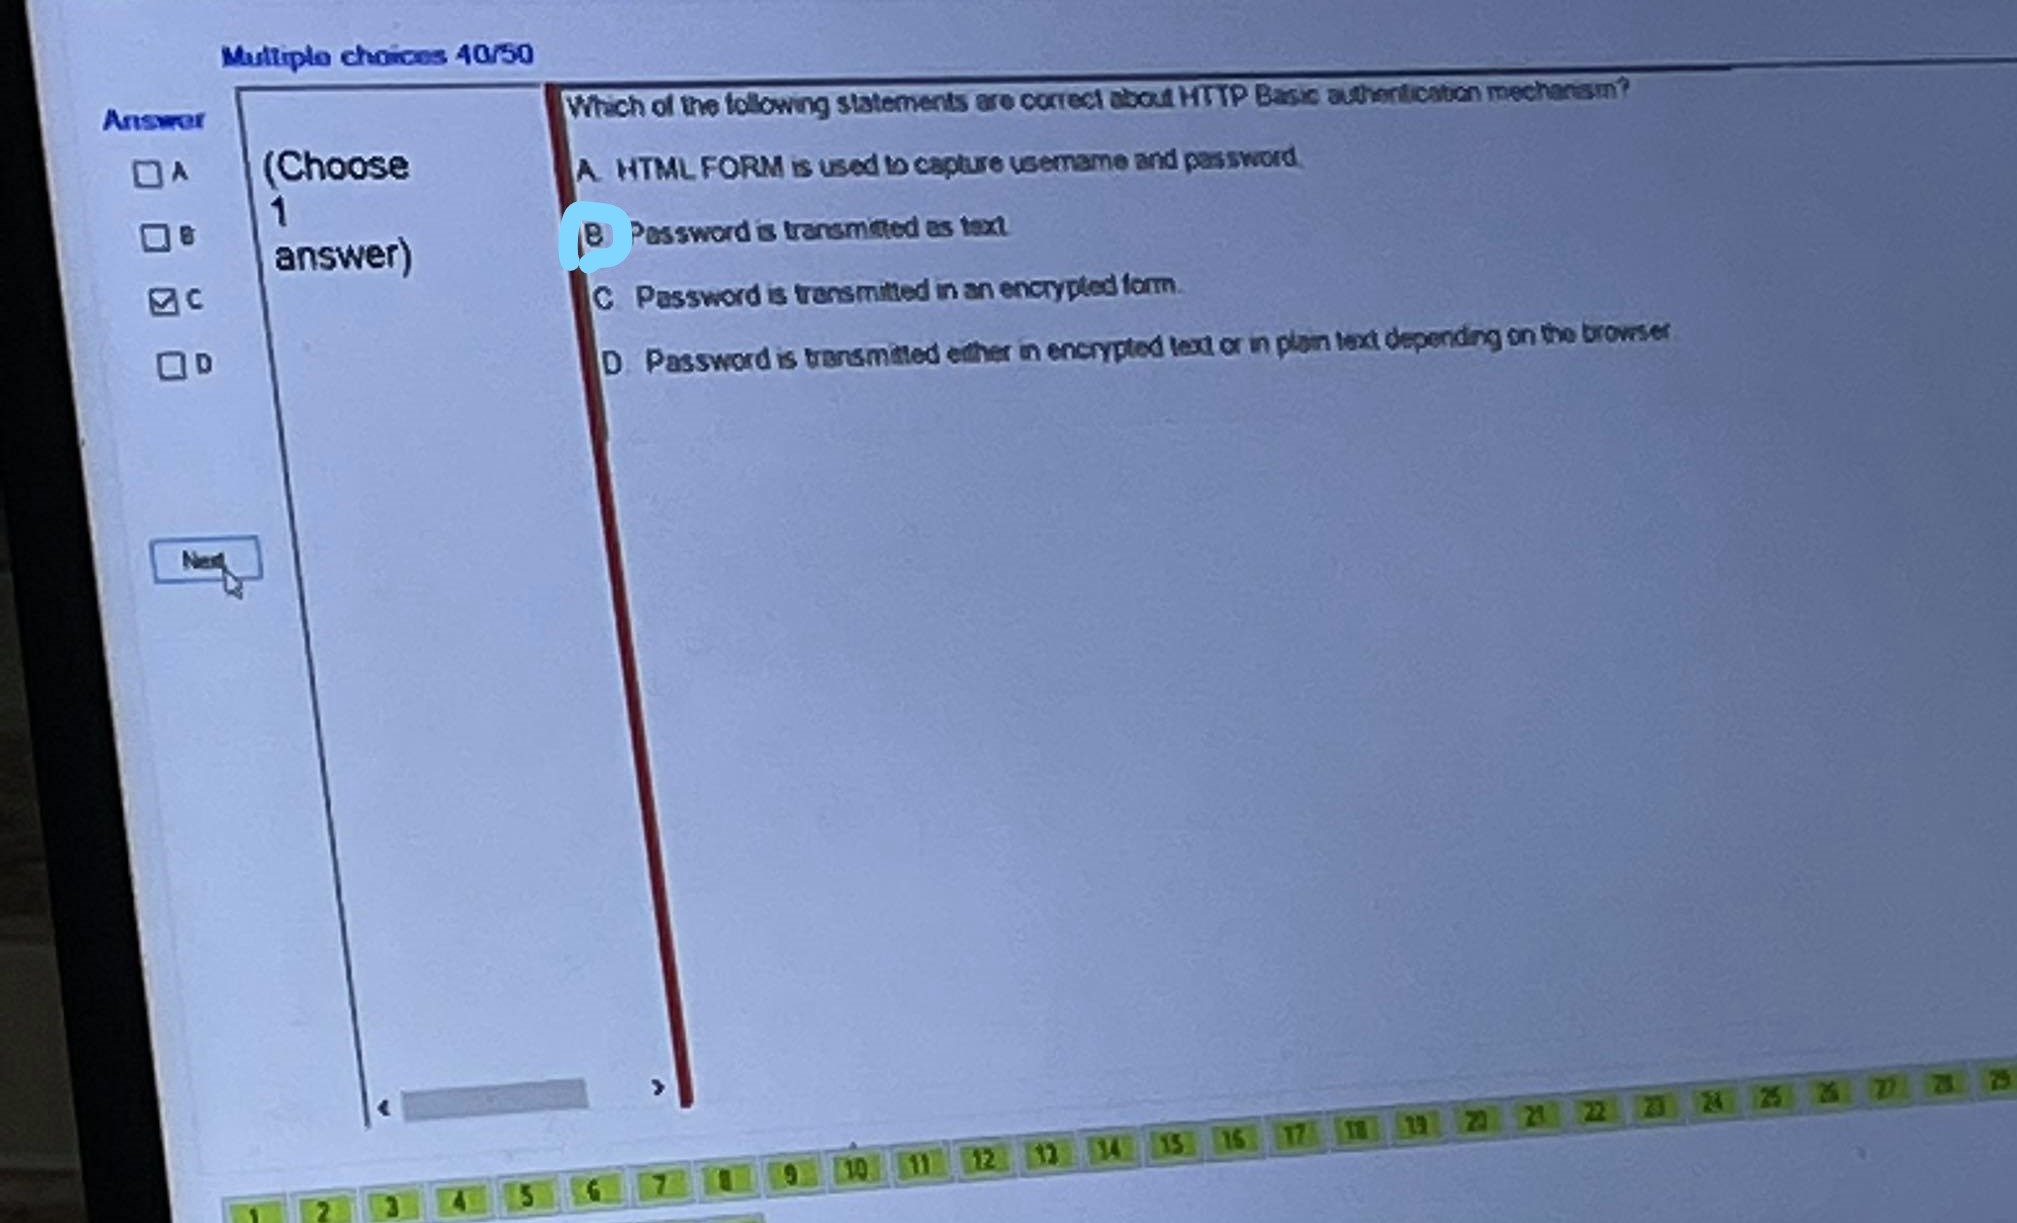 Multiple choices 40/50
Answer
A
B
C
D
(Choose
1
answer)
Next
Which of the following statements are correct about HTTP Basic authentication mechanism?
A. HTML FORM is used to capture username and password.
B. Password is transmitted as text.
C. Password is transmitted in an encrypted form.
D. Password is transmitted either in encrypted text or in plain text depending on the browser
1 2 3 4 5 6 7 8 9 10 11 12 13 14 15 16 17 18 19 20 21 22 23 24 25 26 27 28 29